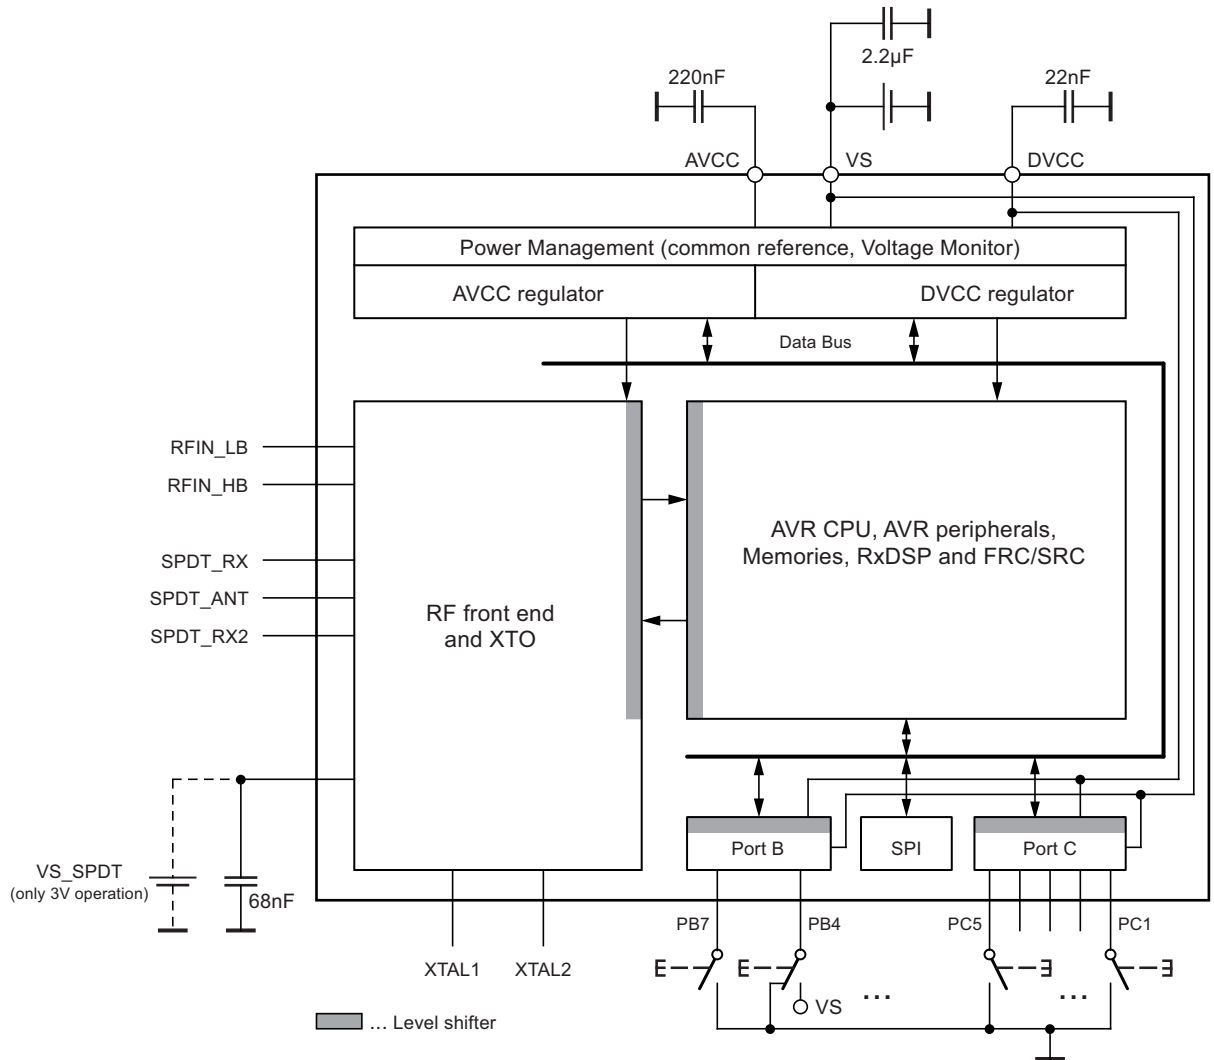 2.2µF
220nF
22nF
AVCC
VS
DVCC
Power Management (common reference, Voltage Monitor)
AVCC regulator
DVCC regulator
Data Bus
RFIN_LB
RFIN_HB
SPDT_RX
SPDT_ANT
SPDT_RX2
RF front end
and XTO
AVR CPU, AVR peripherals,
Memories, RxDSP and FRC/SRC
VS_SPDT
(only 3V operation)
68nF
Port B
SPI
Port C
PB7
PB4
PC5
PC1
XTAL1
XTAL2
VS
...
...
... Level shifter